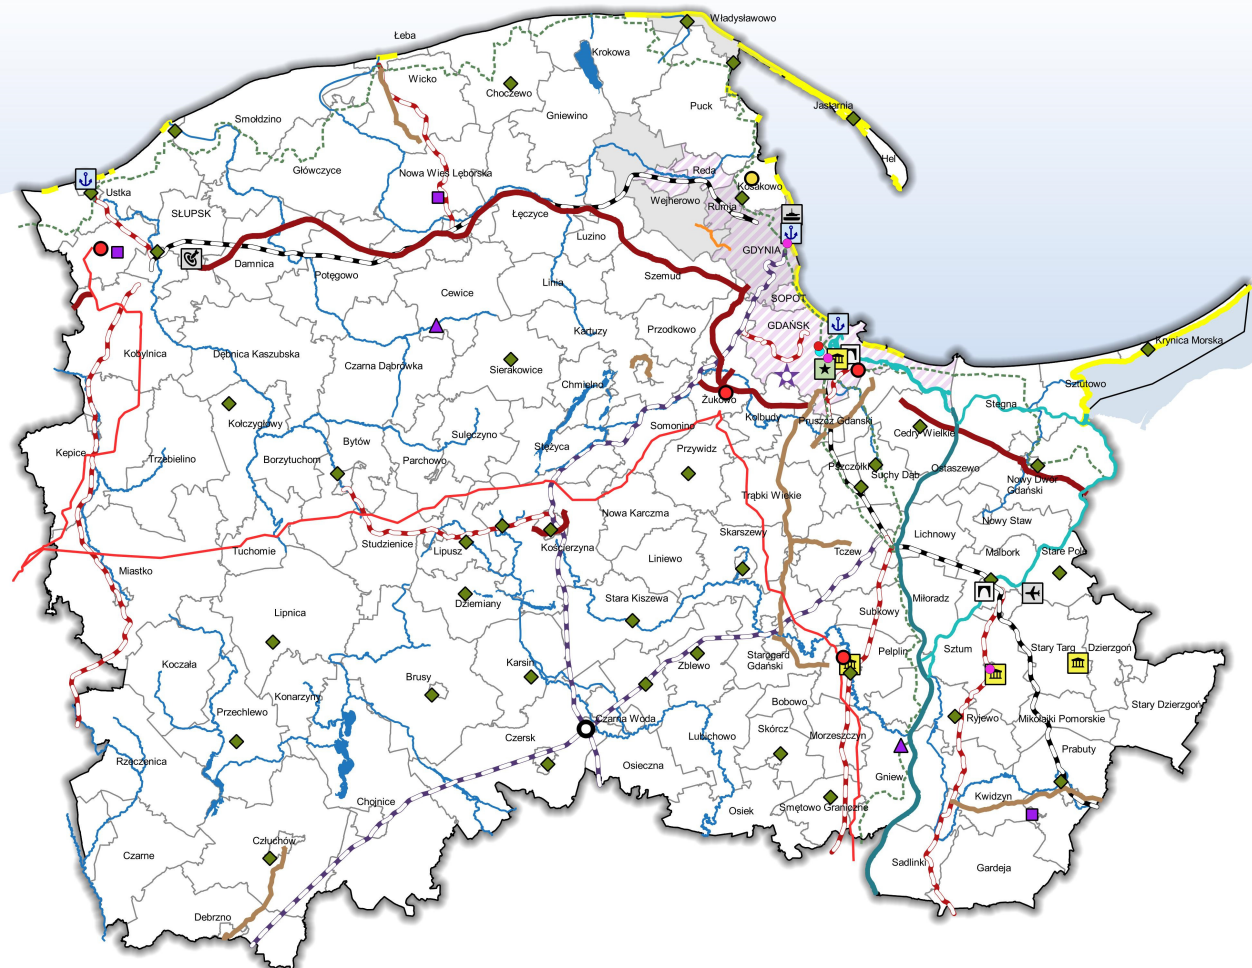 Władysławowo
Łeba
Krokowa
Wicko
Choczewo
Puck
Jastarnia
Gniewino
Smołdzino
Hel
Główczyce
Nowa Wieś Lęborska
Reda
Kosakowo
Ustka
Wejherowo
Rumia
SŁUPSK
Łęczyce
Luzino
GDYNIA
Damnica
Potęgowo
Szemud
Linia
Cewice
SOPOT
GDAŃSK
Kartuzy
Przodkowo
Krynica Morska
Kobylnica
Dębnica Kaszubska
Czarna Dąbrówka
Sierakowice
Chmielno
Sztutowo
Żukowo
Stegna
Kołczygłowy
Kolbudy
Pruszcz Gdański
Somonino
Cedry Wielkie
Sulęczyno
Bytów
Stężyca
Przywidz
Kępice
Trzebielino
Borzytuchom
Parchowo
Pszczółki
Suchy Dąb
Ostaszewo
Nowy Dwór
Gdański
Trąbki Wielkie
Nowa Karczma
Nowy Staw
Skarszewy
Lichnowy
Studzienice
Lipusz
Kościerzyna
Tuchomie
Tczew
Malbork
Stare Pole
Liniewo
Miastko
Dziemiany
Stara Kiszewa
Miłoradz
Lipnica
Subkowy
Sztum
Stary Targ
Dzierzgoń
Pelplin
Starogard
Gdański
Koczała
Karsin
Zblewo
Brusy
Konarzyny
Bobowo
Stary Dzierzgoń
Przechlewo
Czarna Woda
Ryjewo
Mikołajki Pomorskie
Skórcz
Czersk
Lubichowo
Morzeszczyn
Prabuty
Rzeczenica
Osieczna
Gniew
Kwidzyn
Chojnice
Smętowo Graniczne
Osiek
Człuchów
Czarne
Sadlinki
Gardeja
Debrzno